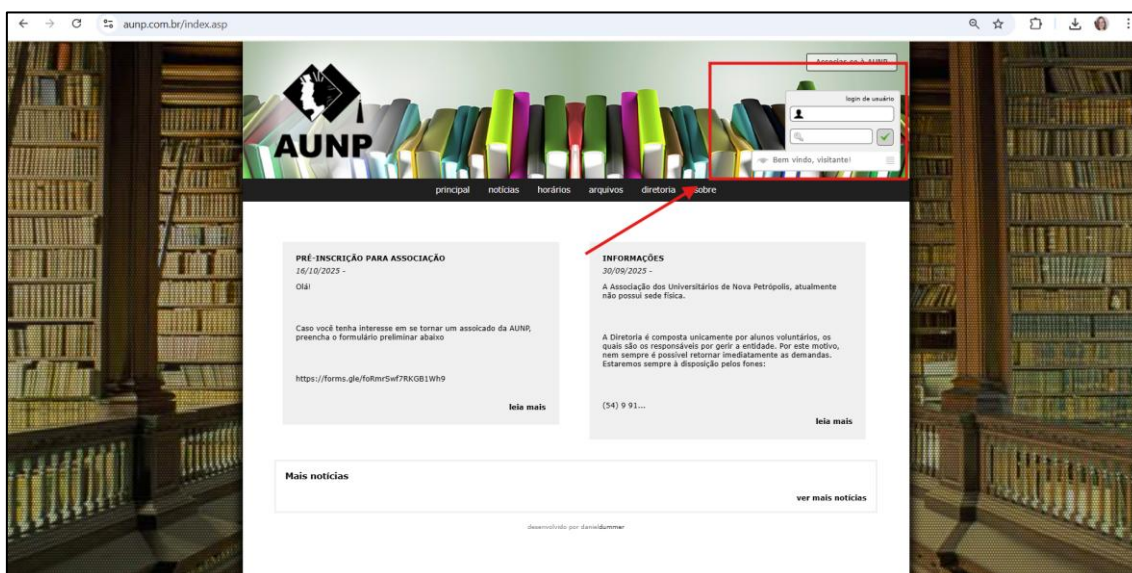 aunp.com.br/index.asp
Associar-se à AUNP
login de usuário
AUNP
Bem vindo, visitante!
principal notícias horários arquivos diretoria sobre
PRÉ-INSCRIÇÃO PARA ASSOCIAÇÃO
16/10/2025 -
Olá!
Caso você tenha interesse em se tornar um assoicado da AUNP,
preencha o formulário preliminar abaixo
https://forms.gle/foRmrSwf7RKGB1Wh9
leia mais
INFORMAÇÕES
30/09/2025 -
A Associação dos Universitários de Nova Petrópolis, atualmente
não possui sede física.
A Diretoria é composta unicamente por alunos voluntários, os
quais são os responsáveis por gerir a entidade. Por este motivo,
nem sempre é possível retornar imediatamente as demandas.
Estaremos sempre à disposição pelos fones:
(54) 9 91...
leia mais
Mais notícias
ver mais notícias
desenvolvido por danieldummer